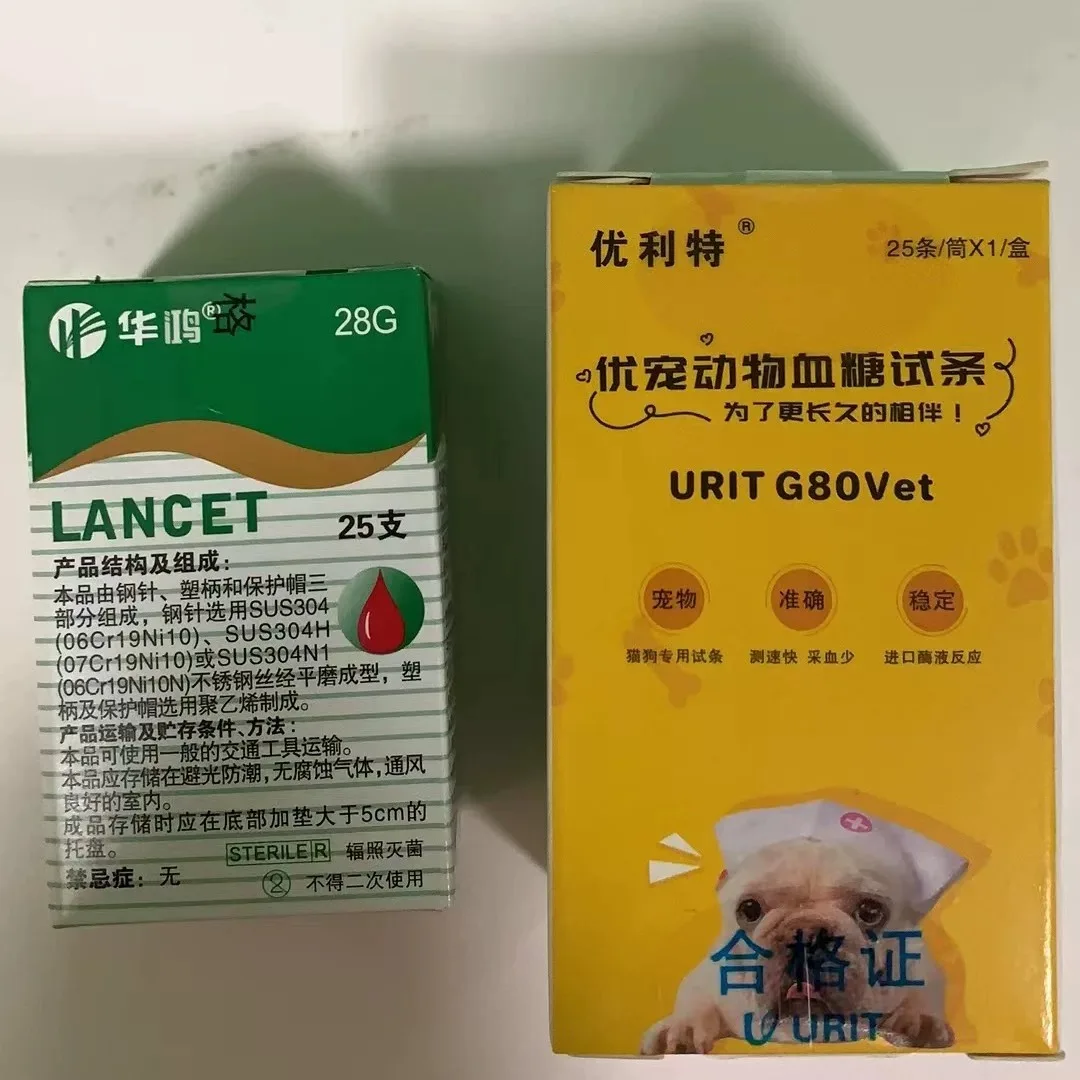 华鸿®格
28G
LANCET
25支
产品结构及组成：
本品由钢针、塑柄和保护帽三
部分组成，钢针选用SUS304
(06Cr19Ni10)、SUS304H
(07Cr19Ni10)或SUS304N1
(06Cr19Ni10N)不锈钢丝经平磨成型，塑
柄及保护帽选用聚乙烯制成。
产品运输及贮存条件、方法：
本品可使用一般的交通工具运输。
本品应存储在避光防潮，无腐蚀气体，通风
良好的室内。
成品存储时应在底部加垫大于5cm的
托盘。
STERILE R 辐照灭菌
禁忌症：无
2 不得二次使用
优利特®
25条/筒X1/盒
优宠动物血糖试条
为了更长久的相伴！
URIT G80Vet
宠物 准确 稳定
猫狗专用试条 测速快 采血少 进口酶液反应
合格证
URIT